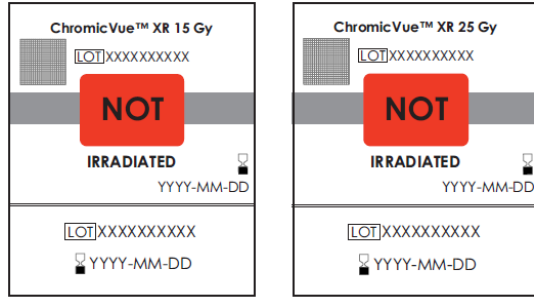 ChromicVue™ XR 15 Gy
LOT XXXXXXXXXX
NOT
IRRADIATED
YYYY-MM-DD
LOT XXXXXXXXXX
YYYY-MM-DD
ChromicVue™ XR 25 Gy
LOT XXXXXXXXXX
NOT
IRRADIATED
YYYY-MM-DD
LOT XXXXXXXXXX
YYYY-MM-DD